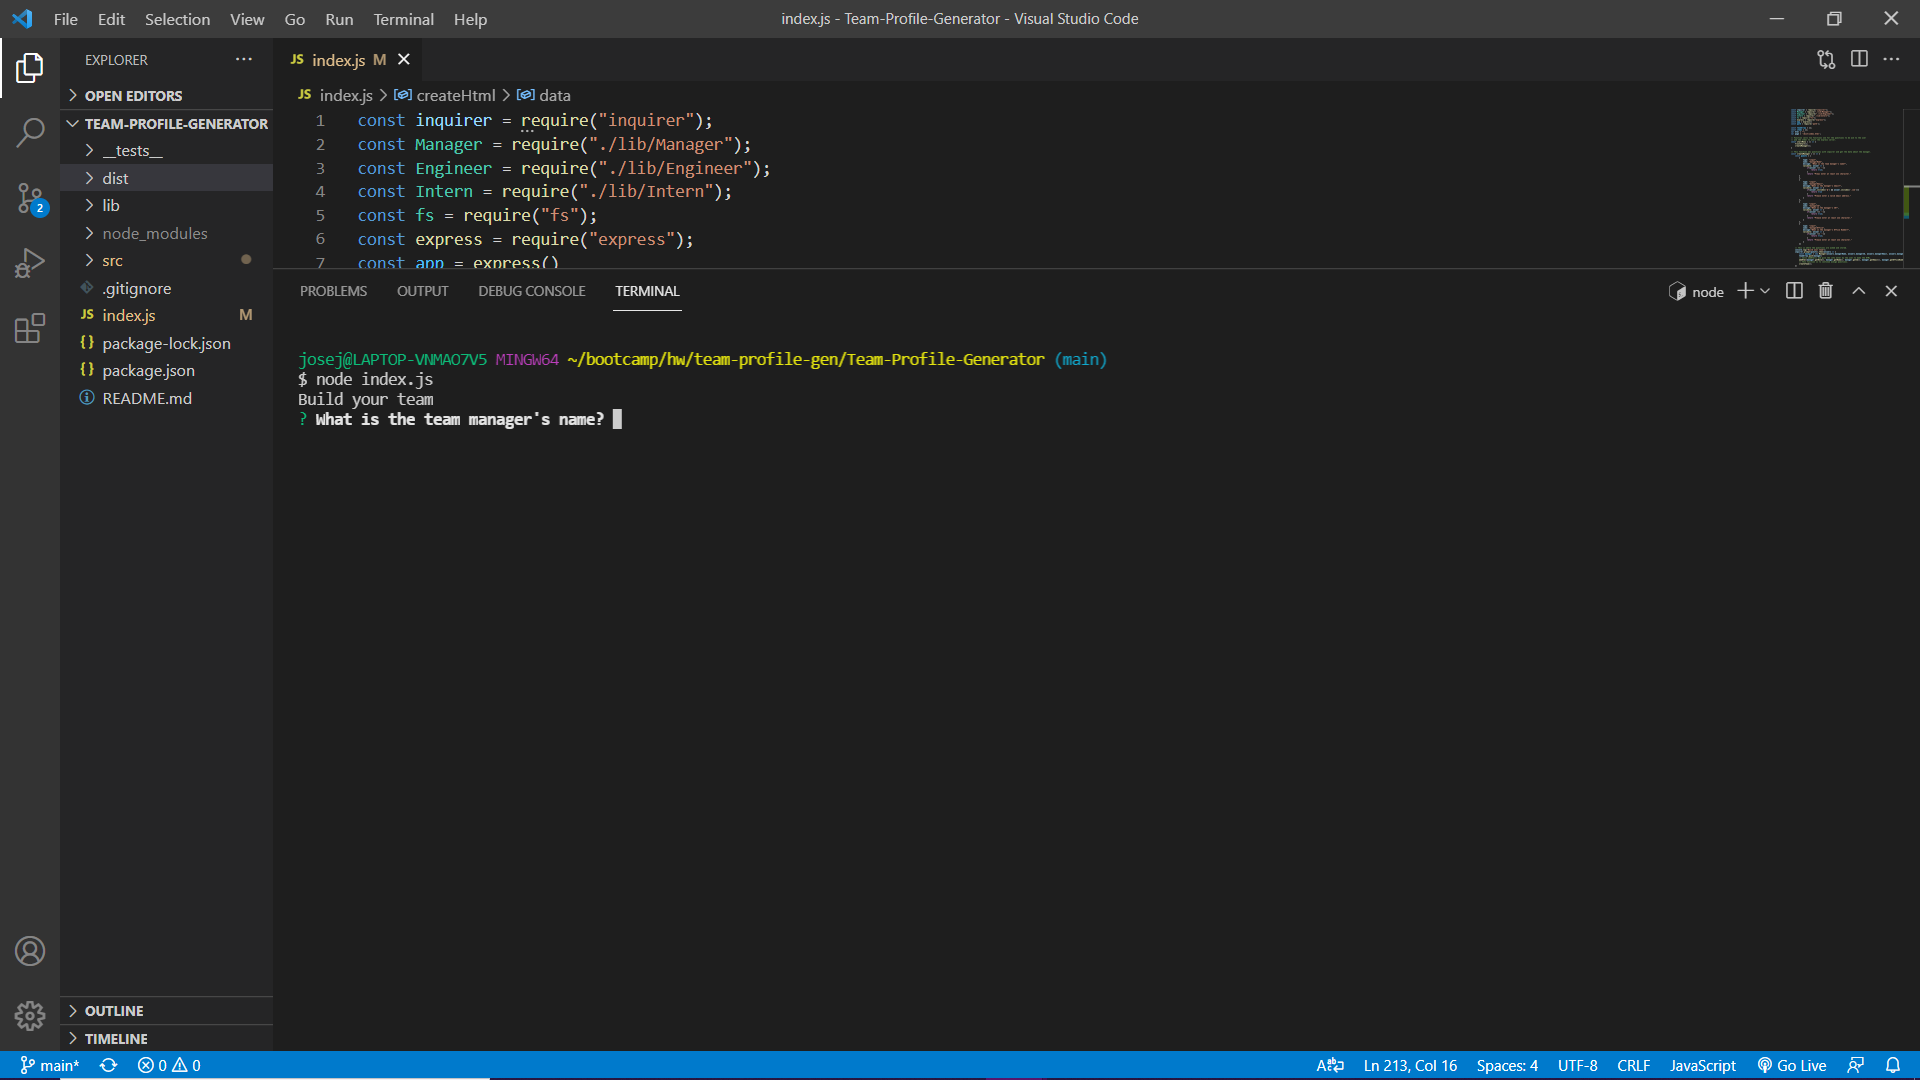 File Edit Selection View Go Run Terminal Help
index.js - Team-Profile-Generator - Visual Studio Code
EXPLORER
OPEN EDITORS
TEAM-PROFILE-GENERATOR
__tests__
dist
lib
node_modules
src
.gitignore
JS index.js M
{} package-lock.json
{} package.json
README.md
OUTLINE
TIMELINE
2
JS index.js M
JS index.js > createHtml > data
1 const inquirer = require("inquirer");
2 const Manager = require("./lib/Manager");
3 const Engineer = require("./lib/Engineer");
4 const Intern = require("./lib/Intern");
5 const fs = require("fs");
6 const express = require("express");
7 const app = express()
PROBLEMS OUTPUT DEBUG CONSOLE TERMINAL
node
josej@LAPTOP-VNMAO7V5 MINGW64 ~/bootcamp/hw/team-profile-gen/Team-Profile-Generator (main)
$ node index.js
Build your team
? What is the team manager's name?
main* 0 0
Ln 213, Col 16 Spaces: 4 UTF-8 CRLF JavaScript Go Live